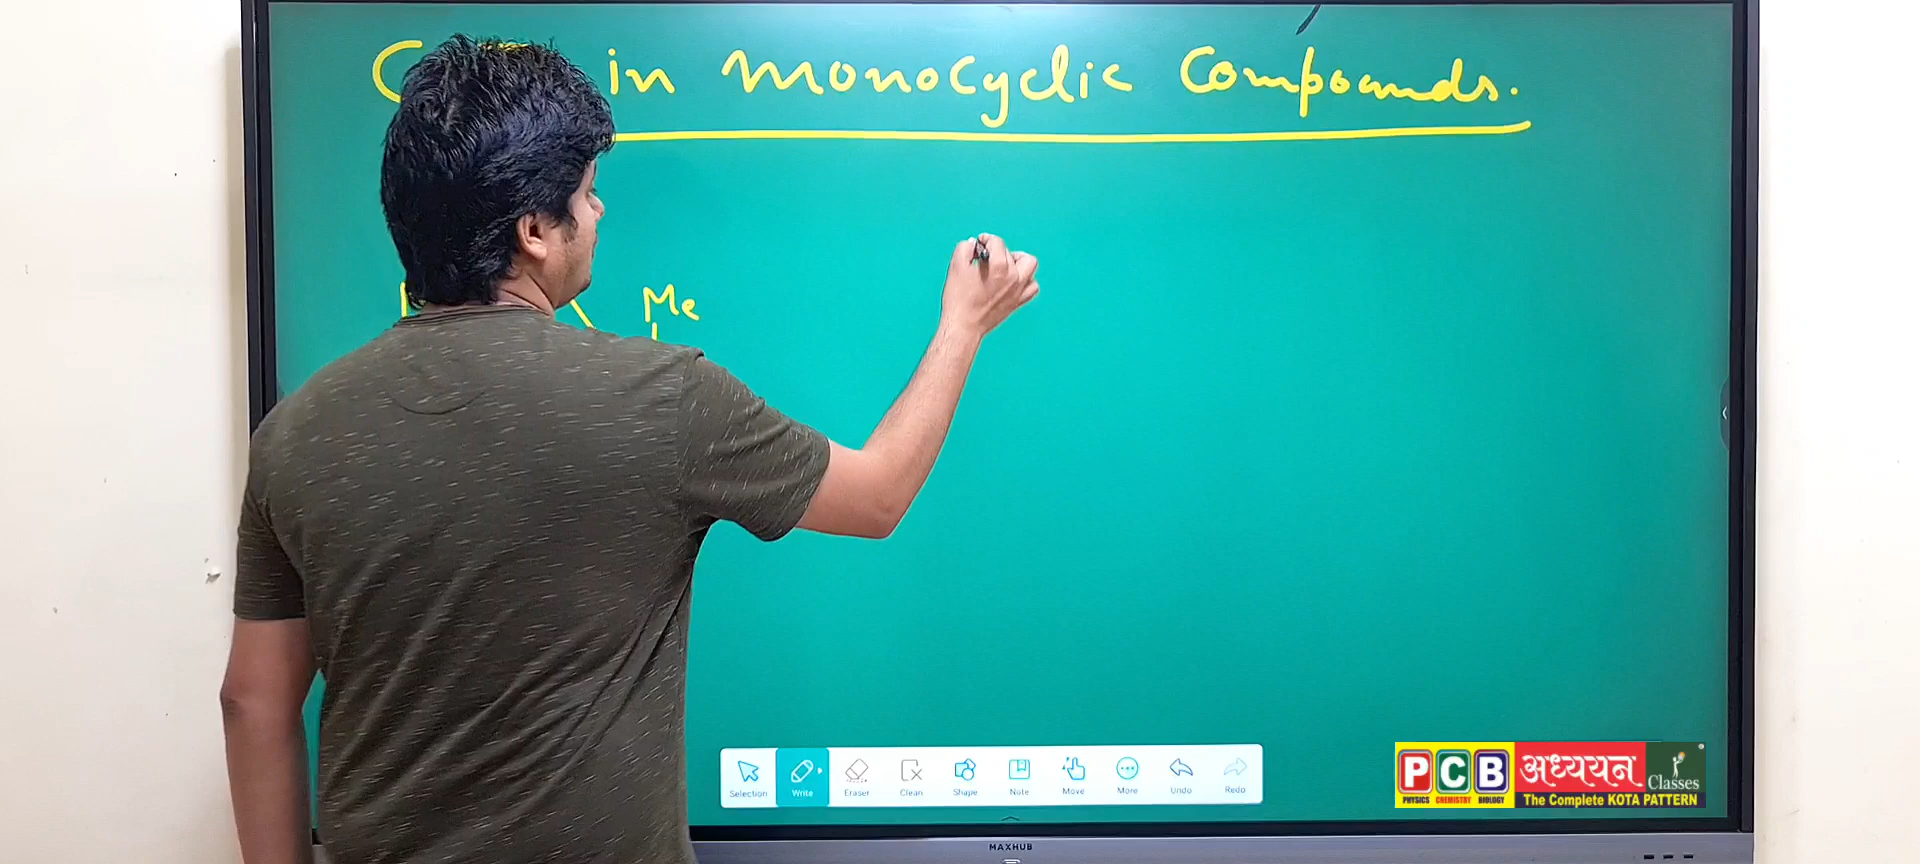 in monocyclic Compounds.
Me
Selection Write Eraser Clean Shape Note Move More Undo Redo
PCB अध्ययन Classes
PHYSICS CHEMISTRY BIOLOGY The Complete KOTA PATTERN
MAXHUB